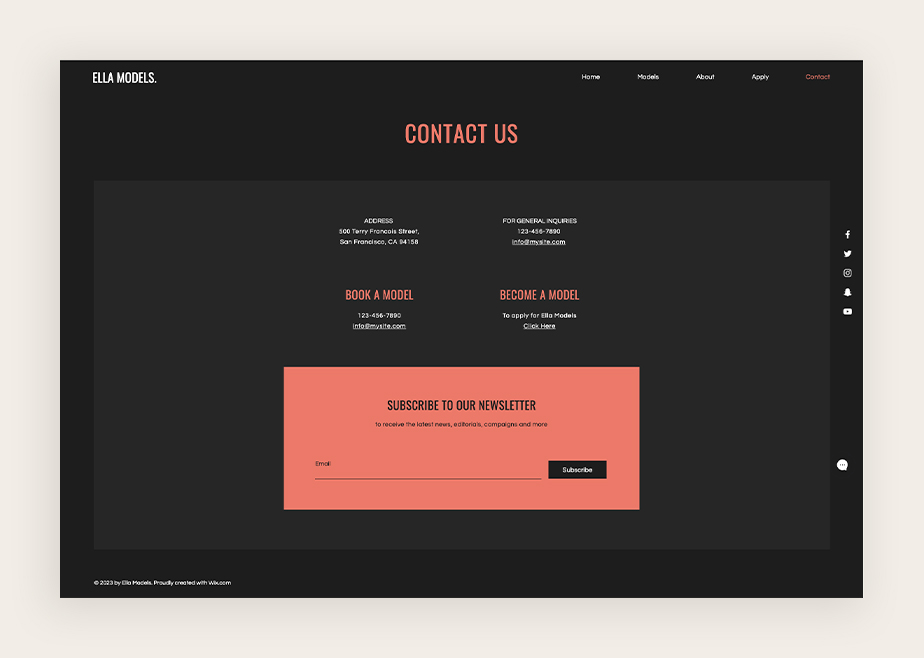 ELLA MODELS.
Home Models About Apply Contact
CONTACT US
ADDRESS
500 Terry Francois Street,
San Francisco, CA 94158
FOR GENERAL INQUIRIES
123-456-7890
info@mysite.com
BOOK A MODEL
123-456-7890
info@mysite.com
BECOME A MODEL
To apply for Ella Models
Click Here
SUBSCRIBE TO OUR NEWSLETTER
to receive the latest news, editorials, campaigns and more
Email
Subscribe
© 2023 by Ella Models. Proudly created with Wix.com